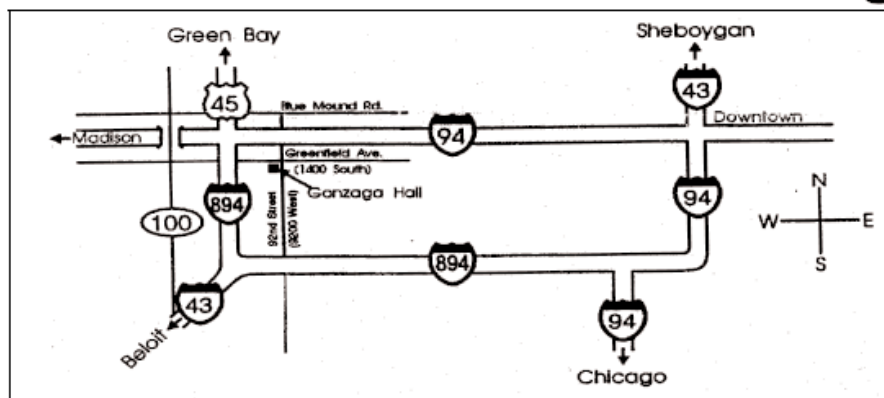 Green Bay
Sheboygan
45
Blue Mound Rd.
43
Downtown
Madison
94
Greenfield Ave.
(1400 South)
Gonzaga Hall
894
94
100
92nd Street
(9200 West)
N
W
E
S
894
43
94
Beloit
Chicago